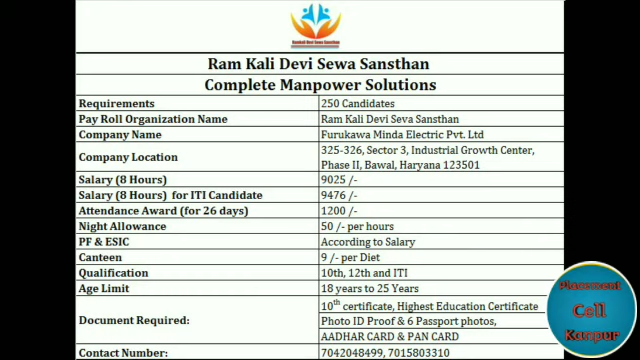 Ramkali Devi Sewa Sansthan
Ram Kali Devi Sewa Sansthan
Complete Manpower Solutions
Requirements 250 Candidates
Pay Roll Organization Name Ram Kali Devi Seva Sansthan
Company Name Furukawa Minda Electric Pvt. Ltd
Company Location 325-326, Sector 3, Industrial Growth Center,
Phase II, Bawal, Haryana 123501
Salary (8 Hours) 9025 /-
Salary (8 Hours) for ITI Candidate 9476 /-
Attendance Award (for 26 days) 1200 /-
Night Allowance 50 /- per hours
PF & ESIC According to Salary
Canteen 9 /- per Diet
Qualification 10th, 12th and ITI
Age Limit 18 years to 25 Years
Document Required: 10th certificate, Highest Education Certificate
Photo ID Proof & 6 Passport photos,
AADHAR CARD & PAN CARD
Contact Number: 7042048499, 7015803310
Placement
Cell
Kanpur